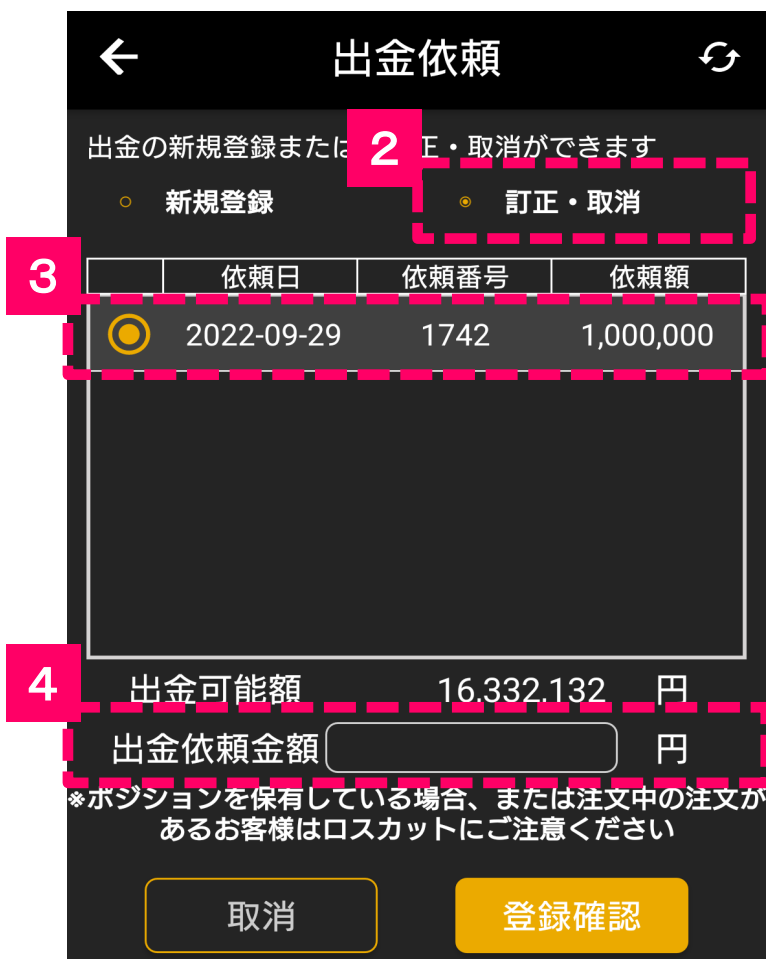 出金依頼
出金の新規登録または 正・取消ができます
2
新規登録 訂正・取消
3
依頼日 依頼番号 依頼額
2022-09-29 1742 1,000,000
4
出金可能額 16,332,132 円
出金依頼金額 円
※ポジションを保有している場合、または注文中の注文が
あるお客様はロスカットにご注意ください
取消 登録確認